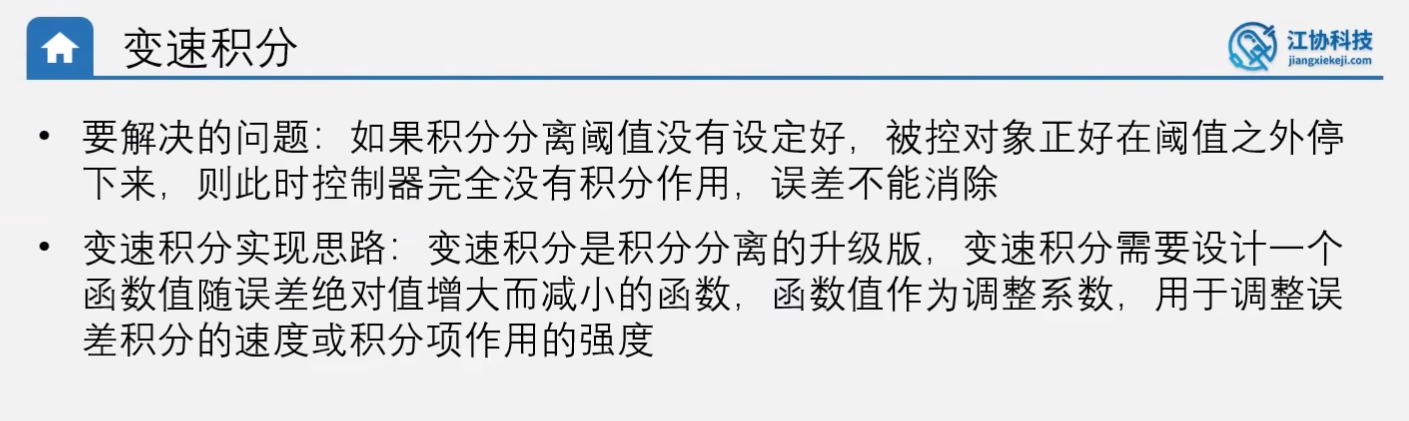 变速积分
江协科技
jiangxiekeji.com
• 要解决的问题：如果积分分离阈值没有设定好，被控对象正好在阈值之外停
下来，则此时控制器完全没有积分作用，误差不能消除
• 变速积分实现思路：变速积分是积分分离的升级版，变速积分需要设计一个
函数值随误差绝对值增大而减小的函数，函数值作为调整系数，用于调整误
差积分的速度或积分项作用的强度